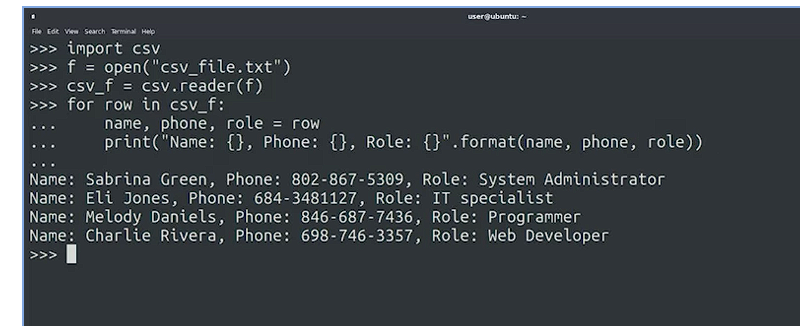 user@ubuntu: ~
File Edit View Search Terminal Help
>>> import csv
>>> f = open("csv_file.txt")
>>> csv_f = csv.reader(f)
>>> for row in csv_f:
...     name, phone, role = row
...     print("Name: {}, Phone: {}, Role: {}".format(name, phone, role))
...
Name: Sabrina Green, Phone: 802-867-5309, Role: System Administrator
Name: Eli Jones, Phone: 684-3481127, Role: IT specialist
Name: Melody Daniels, Phone: 846-687-7436, Role: Programmer
Name: Charlie Rivera, Phone: 698-746-3357, Role: Web Developer
>>>